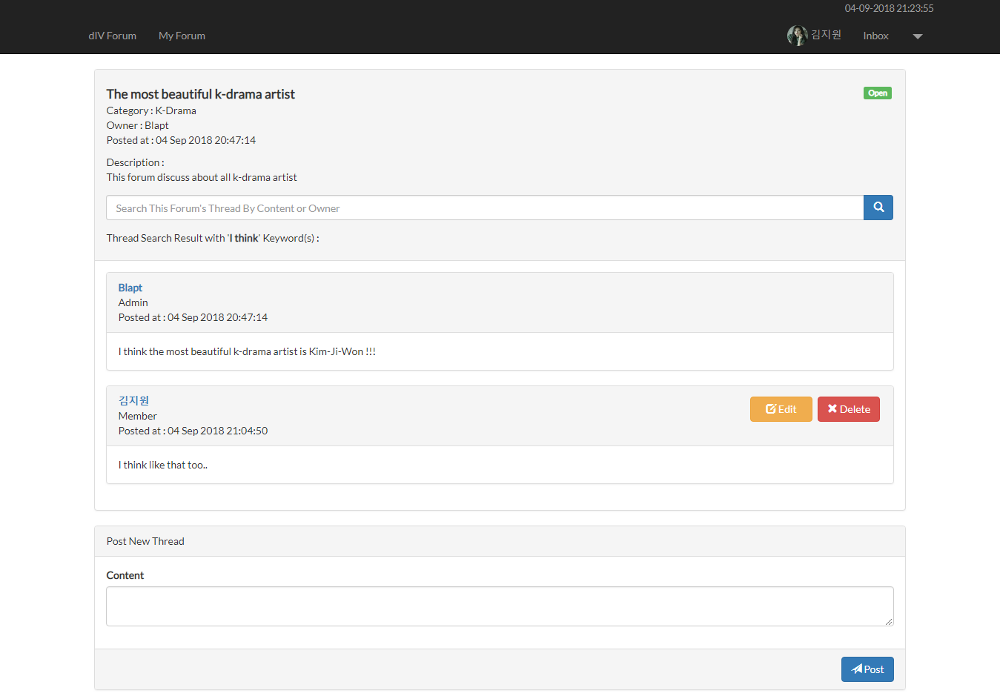 04-09-2018 21:23:55
dIV Forum My Forum 김지원 Inbox
The most beautiful k-drama artist Open
Category : K-Drama
Owner : Blapt
Posted at : 04 Sep 2018 20:47:14
Description :
This forum discuss about all k-drama artist
Search This Forum's Thread By Content or Owner
Thread Search Result with 'I think' Keyword(s) :
Blapt
Admin
Posted at : 04 Sep 2018 20:47:14
I think the most beautiful k-drama artist is Kim-Ji-Won !!!
김지원 Edit Delete
Member
Posted at : 04 Sep 2018 21:04:50
I think like that too..
Post New Thread
Content
Post